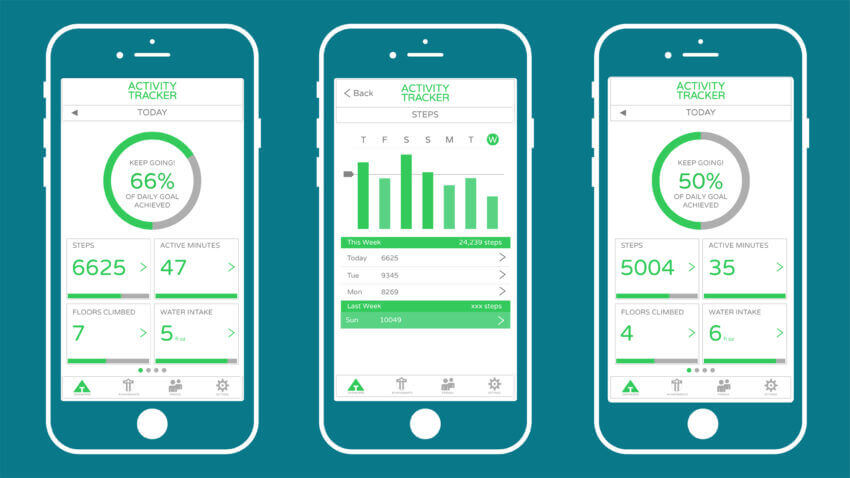 ACTIVITY
TRACKER
TODAY
KEEP GOING!
66%
OF DAILY GOAL
ACHIEVED
STEPS
6625
ACTIVE MINUTES
47
FLOORS CLIMBED
7
WATER INTAKE
5 fl oz
Back
ACTIVITY
TRACKER
STEPS
T F S S M T W
This Week 24,239 steps
Today 6625
Tue 9345
Mon 8269
Last Week xxx steps
Sun 10049
ACTIVITY
TRACKER
TODAY
KEEP GOING!
50%
OF DAILY GOAL
ACHIEVED
STEPS
5004
ACTIVE MINUTES
35
FLOORS CLIMBED
4
WATER INTAKE
6 fl oz